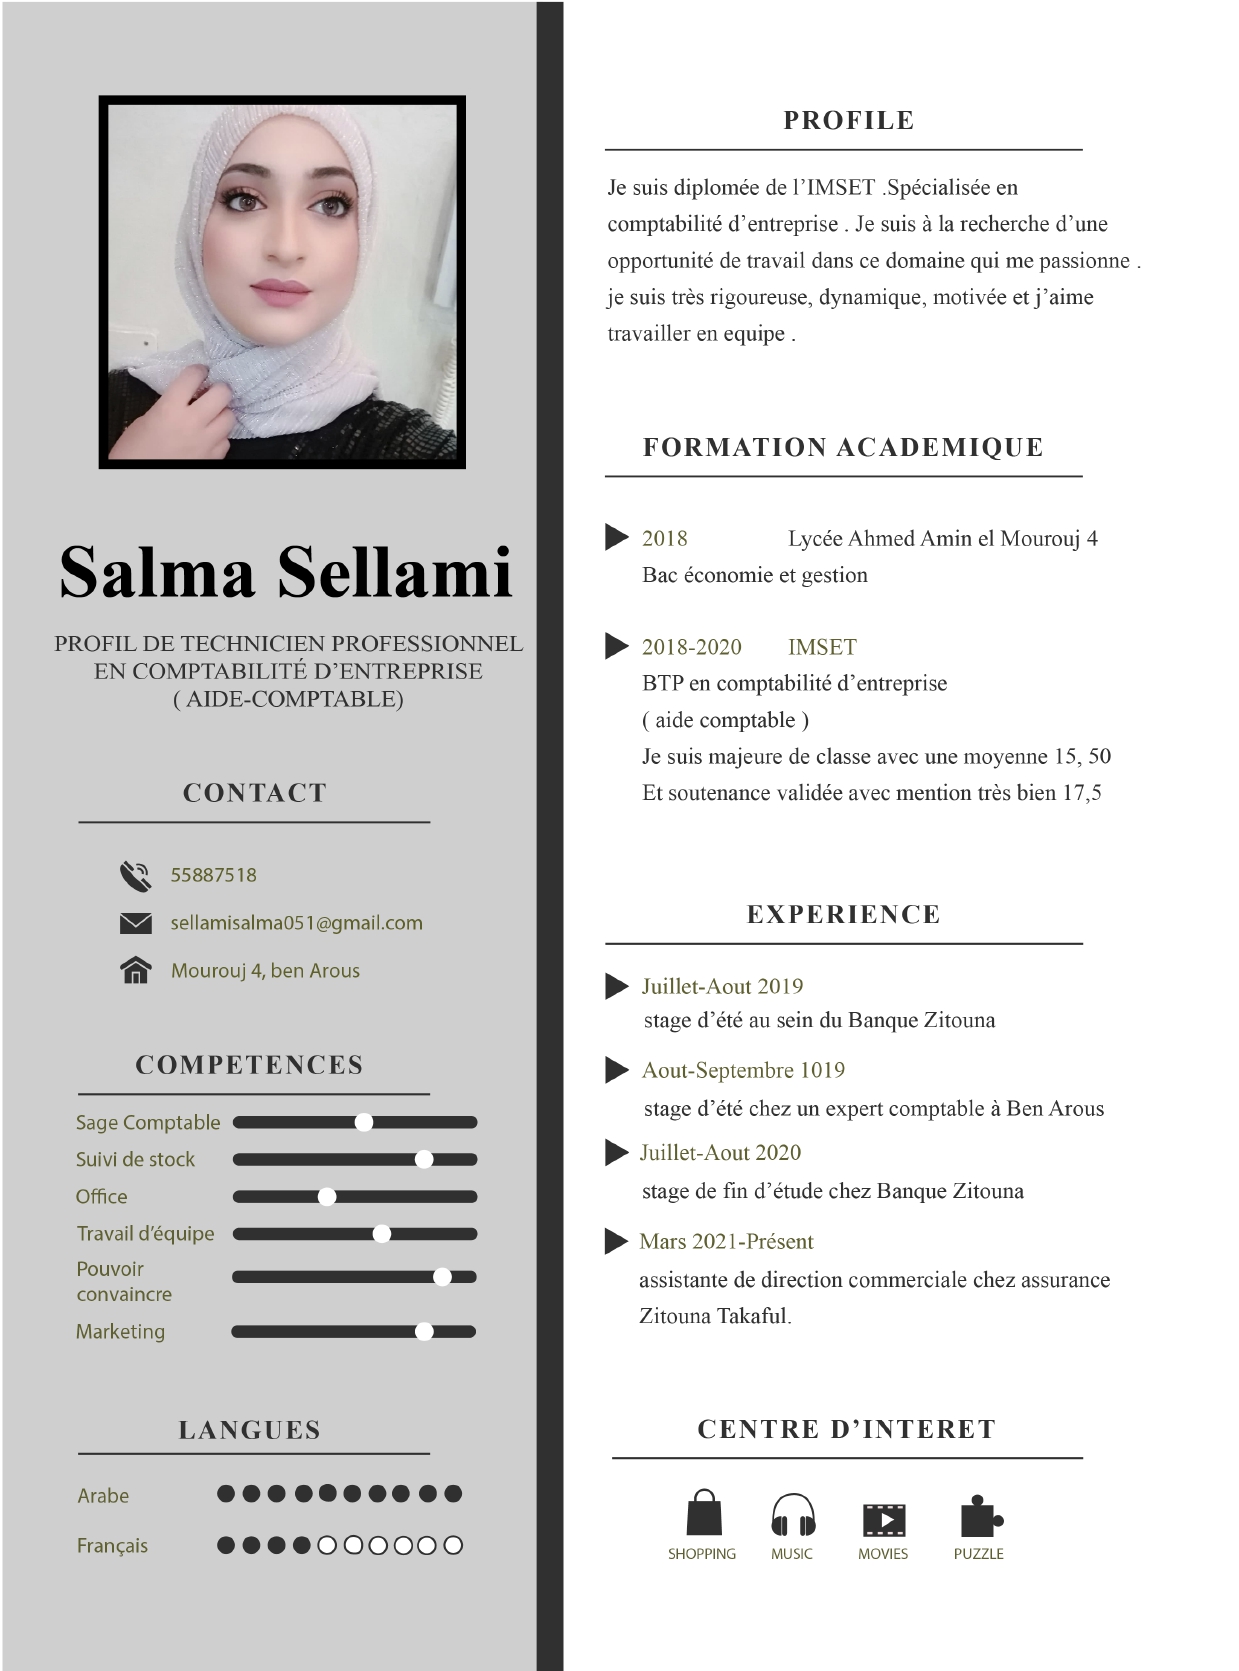 Salma Sellami
PROFIL DE TECHNICIEN PROFESSIONNEL
EN COMPTABILITÉ D’ENTREPRISE
( AIDE-COMPTABLE)
CONTACT
55887518
sellamisalma051@gmail.com
Mourouj 4, ben Arous
COMPETENCES
Sage Comptable
Suivi de stock
Office
Travail d’équipe
Pouvoir
convaincre
Marketing
LANGUES
Arabe
Français
PROFILE
Je suis diplomée de l’IMSET .Spécialisée en
comptabilité d’entreprise . Je suis à la recherche d’une
opportunité de travail dans ce domaine qui me passionne .
je suis très rigoureuse, dynamique, motivée et j’aime
travailler en equipe .
FORMATION ACADEMIQUE
2018 Lycée Ahmed Amin el Mourouj 4
Bac économie et gestion
2018-2020 IMSET
BTP en comptabilité d’entreprise
( aide comptable )
Je suis majeure de classe avec une moyenne 15, 50
Et soutenance validée avec mention très bien 17,5
EXPERIENCE
Juillet-Aout 2019
stage d’été au sein du Banque Zitouna
Aout-Septembre 1019
stage d’été chez un expert comptable à Ben Arous
Juillet-Aout 2020
stage de fin d’étude chez Banque Zitouna
Mars 2021-Présent
assistante de direction commerciale chez assurance
Zitouna Takaful.
CENTRE D’INTERET
SHOPPING MUSIC MOVIES PUZZLE